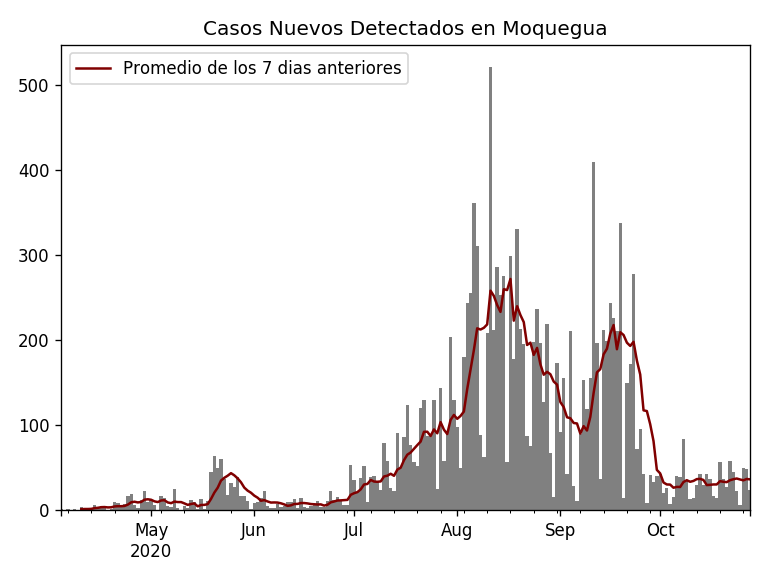 Casos Nuevos Detectados en Moquegua
Promedio de los 7 dias anteriores
500
400
300
200
100
0
May
2020
Jun
Jul
Aug
Sep
Oct